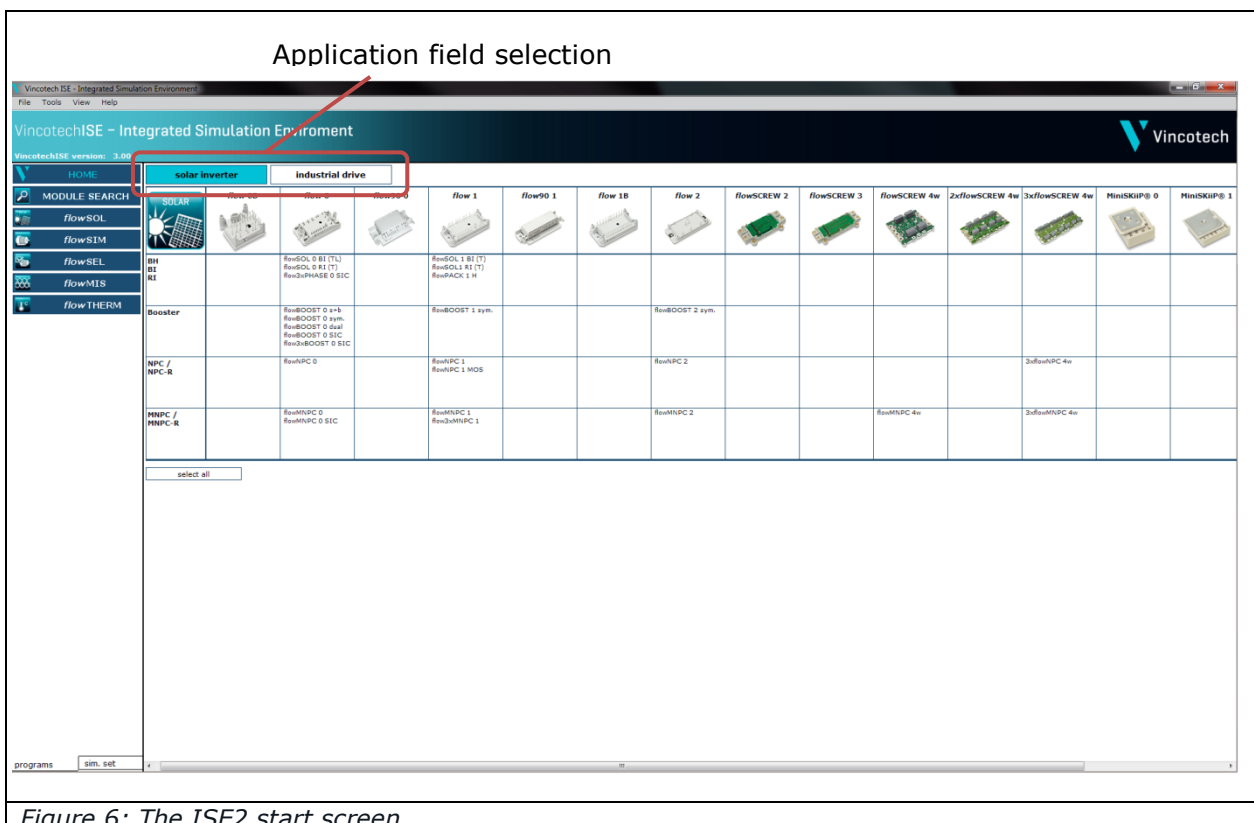 Application field selection
Vincotech ISE - Integrated Simulation Environment
File Tools View Help
VincotechISE - Integrated Simulation Enviroment
Vincotech
VincotechISE version: 3.00
HOME
MODULE SEARCH
flowSOL
flowSIM
flowSEL
flowMIS
flowTHERM
solar inverter industrial drive
SOLAR
flow 1 flow90 1 flow 1B flow 2 flowSCREW 2 flowSCREW 3 flowSCREW 4w 2xflowSCREW 4w 3xflowSCREW 4w MiniSKiiP® 0 MiniSKiiP® 1
BH
BI
RI
flowSOL 0 BI (TL)
flowSOL 0 RI (T)
flow3xPHASE 0 SIC
flowSOL 1 BI (T)
flowSOL1 RI (T)
flowPACK 1 H
Booster
flowBOOST 0 s+b
flowBOOST 0 sym.
flowBOOST 0 dual
flowBOOST 0 SIC
flow3xBOOST 0 SIC
flowBOOST 1 sym.
flowBOOST 2 sym.
NPC /
NPC-R
flowNPC 0
flowNPC 1
flowNPC 1 MOS
flowNPC 2
3xflowNPC 4w
MNPC /
MNPC-R
flowMNPC 0
flowMNPC 0 SIC
flowMNPC 1
flow3xMNPC 1
flowMNPC 2
flowMNPC 4w
3xflowMNPC 4w
select all
programs sim. set
Figure 6: The ISE2 start screen